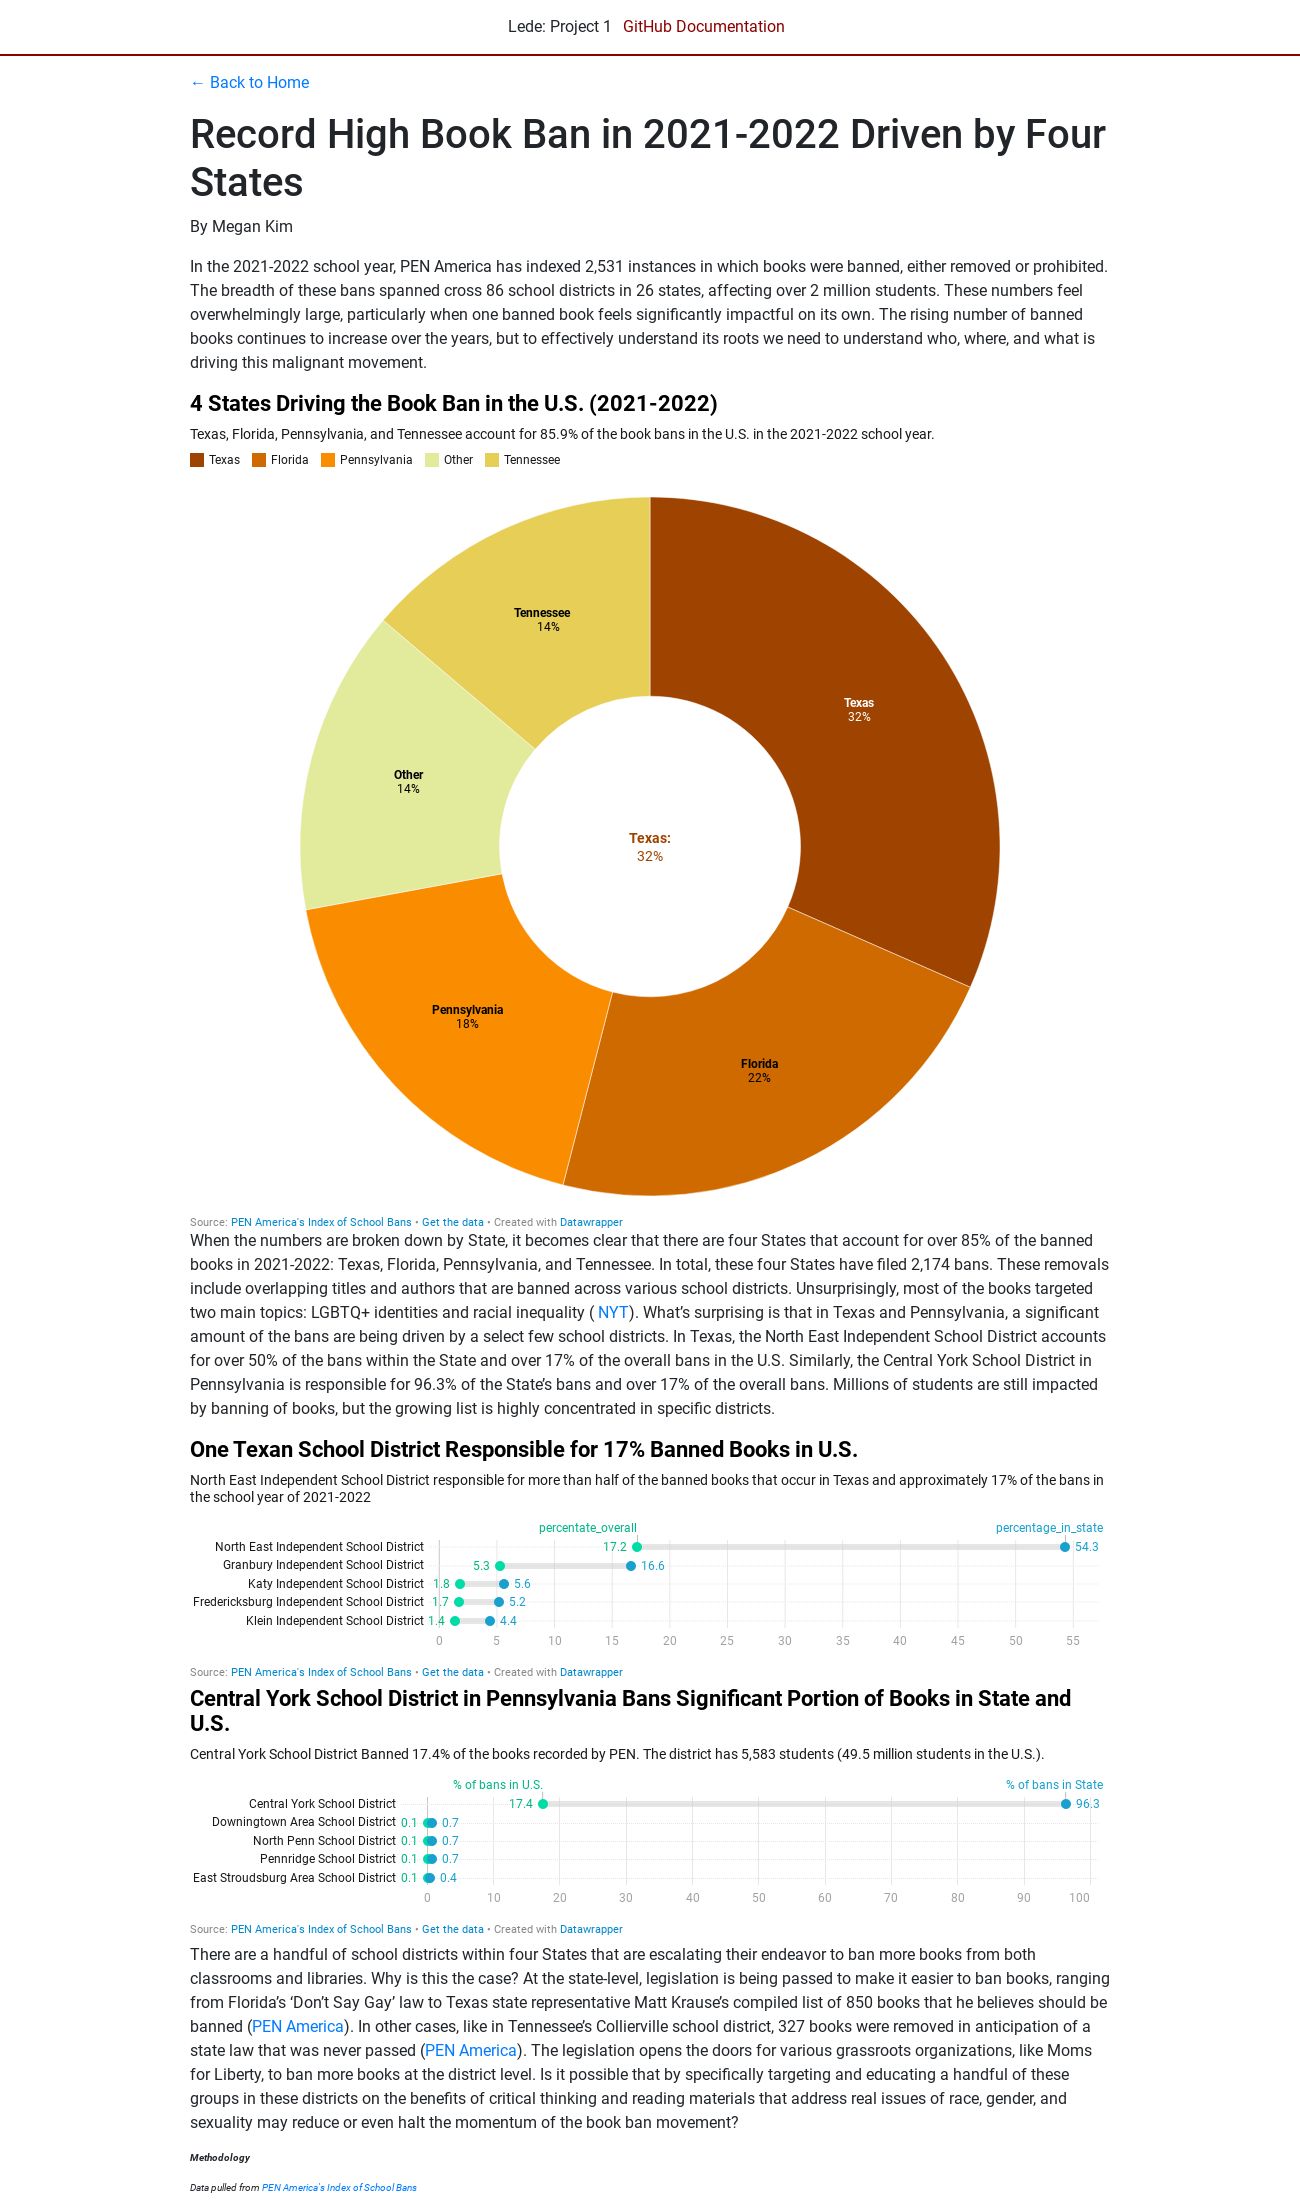 Lede: Project 1 GitHub Documentation
← Back to Home
Record High Book Ban in 2021-2022 Driven by Four
States
By Megan Kim
In the 2021-2022 school year, PEN America has indexed 2,531 instances in which books were banned, either removed or prohibited.
The breadth of these bans spanned cross 86 school districts in 26 states, affecting over 2 million students. These numbers feel
overwhelmingly large, particularly when one banned book feels significantly impactful on its own. The rising number of banned
books continues to increase over the years, but to effectively understand its roots we need to understand who, where, and what is
driving this malignant movement.
4 States Driving the Book Ban in the U.S. (2021-2022)
Texas, Florida, Pennsylvania, and Tennessee account for 85.9% of the book bans in the U.S. in the 2021-2022 school year.
Texas Florida Pennsylvania Other Tennessee
Tennessee
14%
Texas
32%
Other
14%
Texas:
32%
Pennsylvania
18%
Florida
22%
Source: PEN America's Index of School Bans • Get the data • Created with Datawrapper
When the numbers are broken down by State, it becomes clear that there are four States that account for over 85% of the banned
books in 2021-2022: Texas, Florida, Pennsylvania, and Tennessee. In total, these four States have filed 2,174 bans. These removals
include overlapping titles and authors that are banned across various school districts. Unsurprisingly, most of the books targeted
two main topics: LGBTQ+ identities and racial inequality ( NYT). What’s surprising is that in Texas and Pennsylvania, a significant
amount of the bans are being driven by a select few school districts. In Texas, the North East Independent School District accounts
for over 50% of the bans within the State and over 17% of the overall bans in the U.S. Similarly, the Central York School District in
Pennsylvania is responsible for 96.3% of the State’s bans and over 17% of the overall bans. Millions of students are still impacted
by banning of books, but the growing list is highly concentrated in specific districts.
One Texan School District Responsible for 17% Banned Books in U.S.
North East Independent School District responsible for more than half of the banned books that occur in Texas and approximately 17% of the bans in
the school year of 2021-2022
percentate_overall percentage_in_state
North East Independent School District 17.2 54.3
Granbury Independent School District 5.3 16.6
Katy Independent School District 1.8 5.6
Fredericksburg Independent School District 1.7 5.2
Klein Independent School District 1.4 4.4
0 5 10 15 20 25 30 35 40 45 50 55
Source: PEN America's Index of School Bans • Get the data • Created with Datawrapper
Central York School District in Pennsylvania Bans Significant Portion of Books in State and
U.S.
Central York School District Banned 17.4% of the books recorded by PEN. The district has 5,583 students (49.5 million students in the U.S.).
% of bans in U.S. % of bans in State
Central York School District 17.4 96.3
Downingtown Area School District 0.1 0.7
North Penn School District 0.1 0.7
Pennridge School District 0.1 0.7
East Stroudsburg Area School District 0.1 0.4
0 10 20 30 40 50 60 70 80 90 100
Source: PEN America's Index of School Bans • Get the data • Created with Datawrapper
There are a handful of school districts within four States that are escalating their endeavor to ban more books from both
classrooms and libraries. Why is this the case? At the state-level, legislation is being passed to make it easier to ban books, ranging
from Florida’s ‘Don’t Say Gay’ law to Texas state representative Matt Krause’s compiled list of 850 books that he believes should be
banned (PEN America). In other cases, like in Tennessee’s Collierville school district, 327 books were removed in anticipation of a
state law that was never passed (PEN America). The legislation opens the doors for various grassroots organizations, like Moms
for Liberty, to ban more books at the district level. Is it possible that by specifically targeting and educating a handful of these
groups in these districts on the benefits of critical thinking and reading materials that address real issues of race, gender, and
sexuality may reduce or even halt the momentum of the book ban movement?
Methodology
Data pulled from PEN America's Index of School Bans